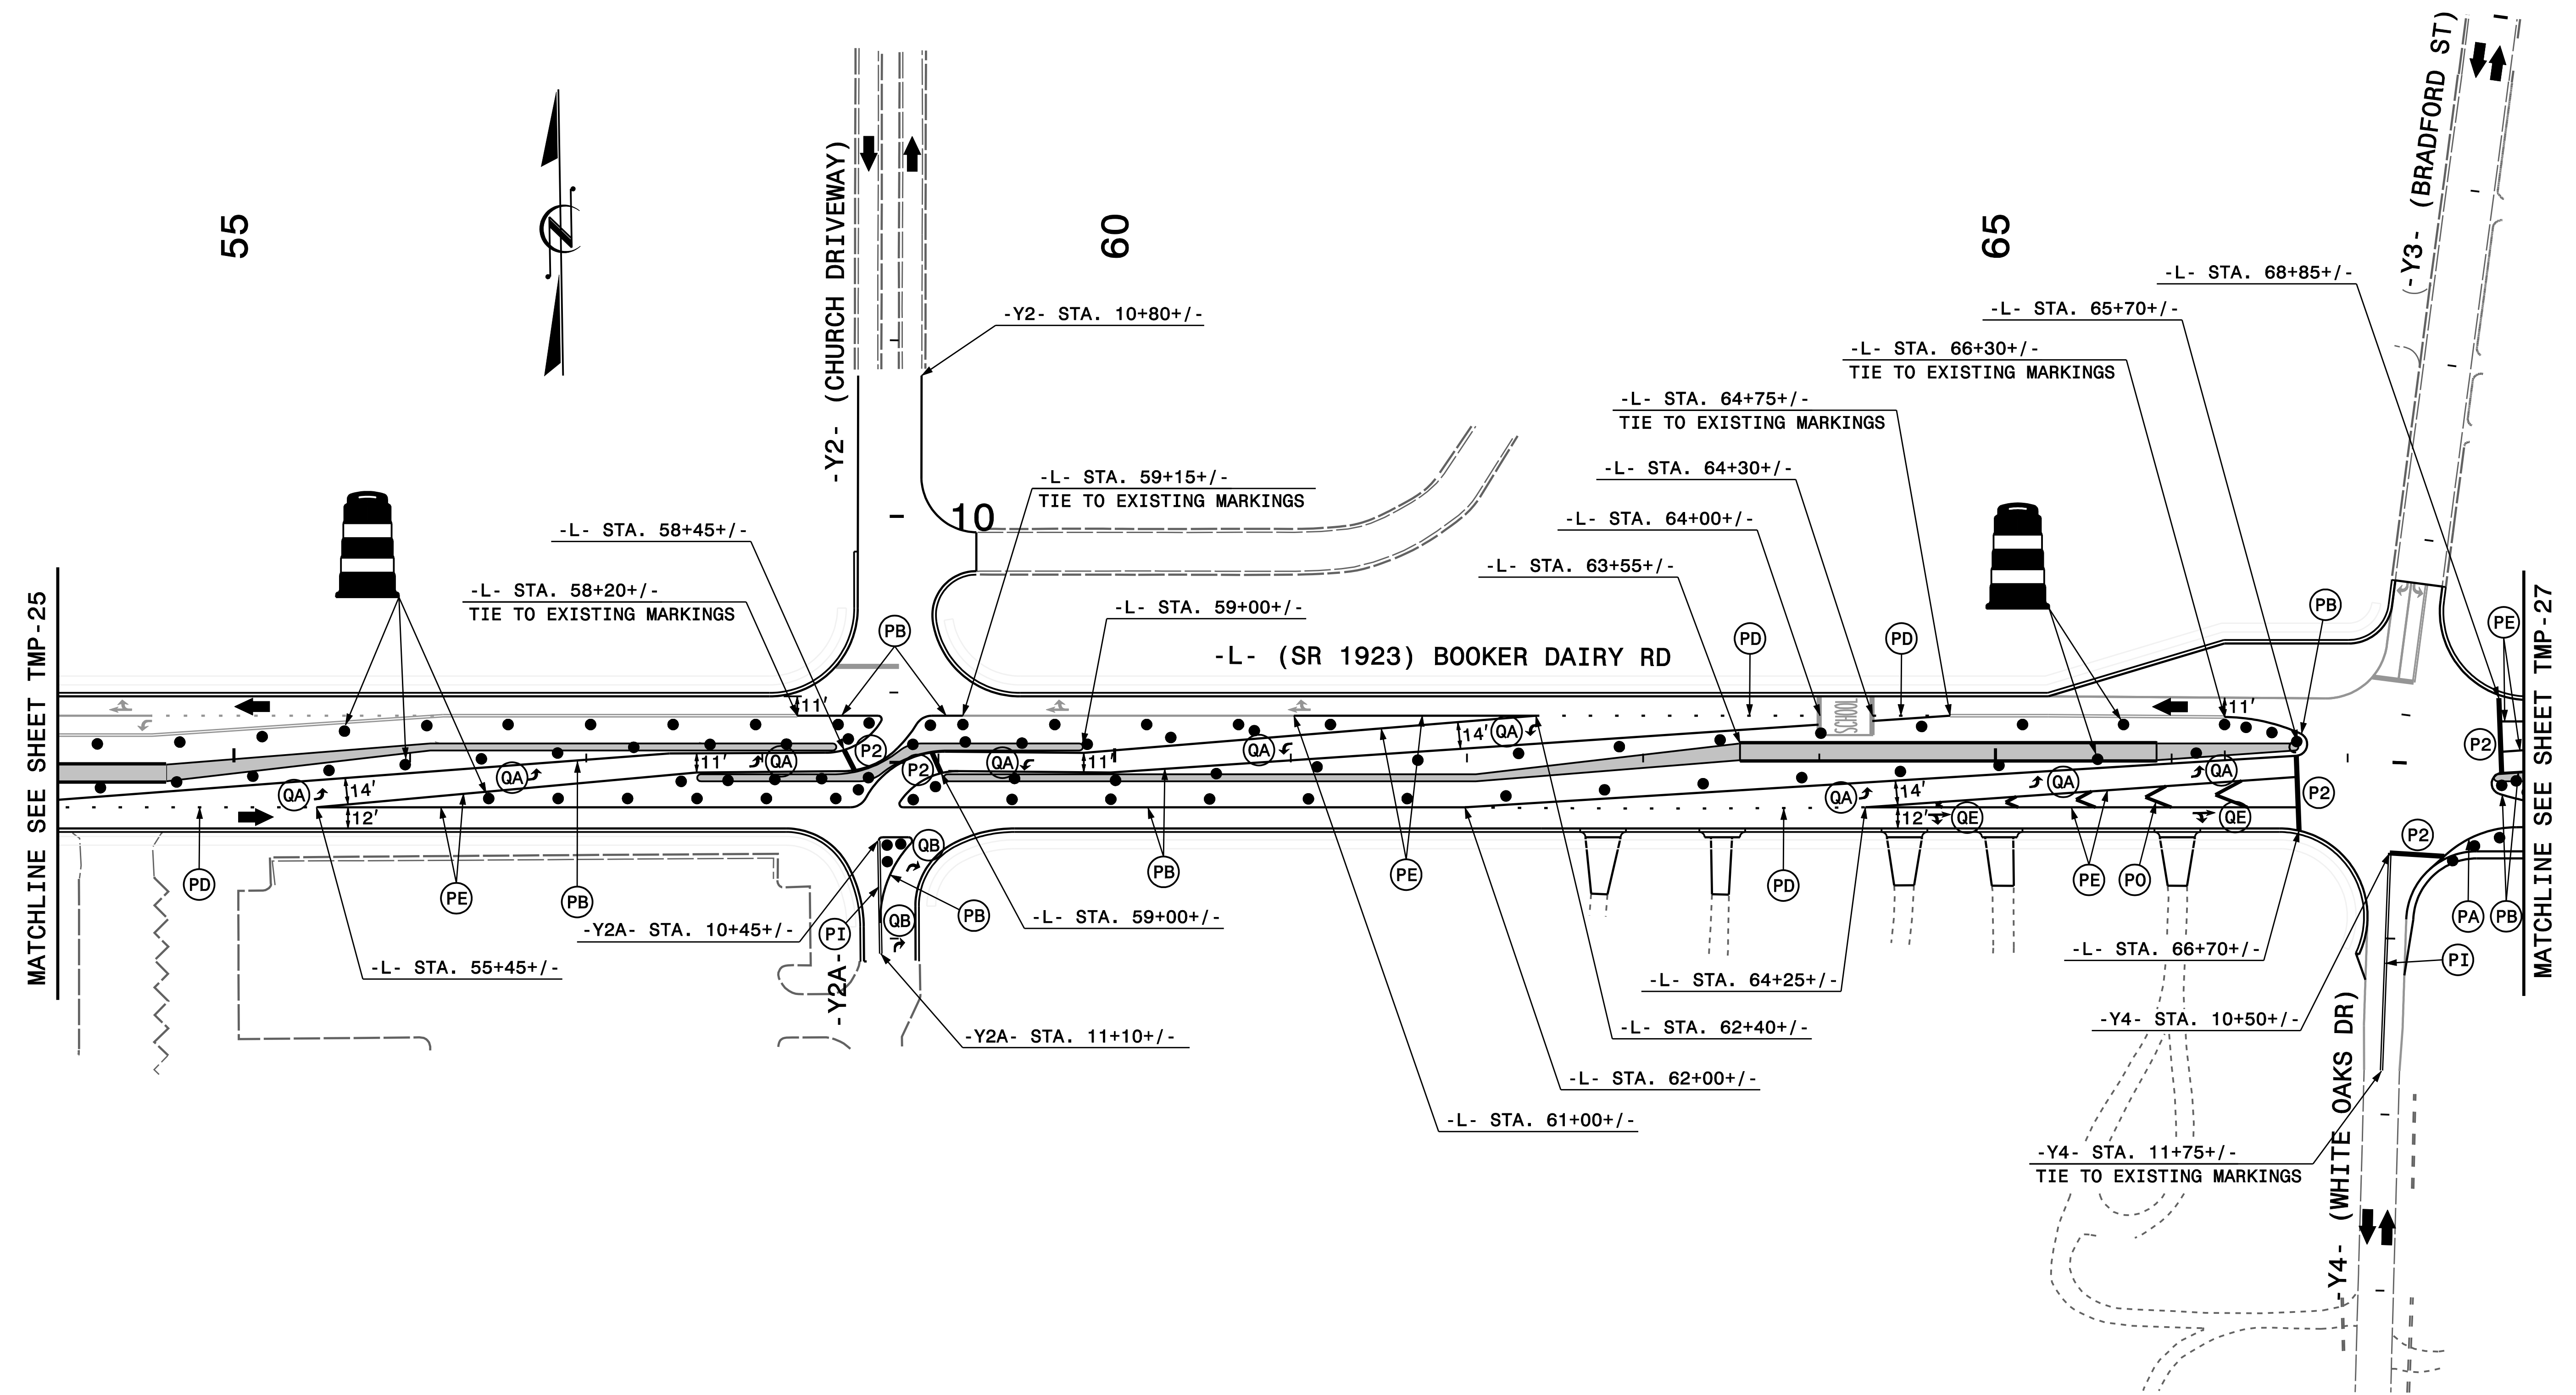 -Y3- (BRADFORD ST)
55
60
65
-L- STA. 68+85+/-
-L- STA. 65+70+/-
-Y2- STA. 10+80+/-
-L- STA. 66+30+/-
TIE TO EXISTING MARKINGS
-L- STA. 64+75+/-
TIE TO EXISTING MARKINGS
-Y2- (CHURCH DRIVEWAY)
-L- STA. 64+30+/-
-L- STA. 59+15+/-
TIE TO EXISTING MARKINGS
10
-L- STA. 64+00+/-
-L- STA. 58+45+/-
-L- STA. 63+55+/-
-L- STA. 58+20+/-
TIE TO EXISTING MARKINGS
-L- STA. 59+00+/-
PB
PB
PE
PD
PD
-L- (SR 1923) BOOKER DAIRY RD
MATCHLINE SEE SHEET TMP-25
MATCHLINE SEE SHEET TMP-27
11'
11'
SCHOOL
14'
QA
P2
QA
P2
11'
QA
P2
QA
11'
QA
QA
QA
P2
QA
14'
QA
14'
12'
12'
QE
QE
P2
QB
PD
PE
PB
PB
PE
PD
PE
PO
QB
PB
PI
PA
PB
-Y2A- STA. 10+45+/-
-L- STA. 59+00+/-
-L- STA. 66+70+/-
PI
-L- STA. 55+45+/-
-Y2A-
-L- STA. 64+25+/-
-Y4- STA. 10+50+/-
-L- STA. 62+40+/-
-Y2A- STA. 11+10+/-
-L- STA. 62+00+/-
-L- STA. 61+00+/-
-Y4- STA. 11+75+/-
TIE TO EXISTING MARKINGS
-Y4- (WHITE OAKS DR)